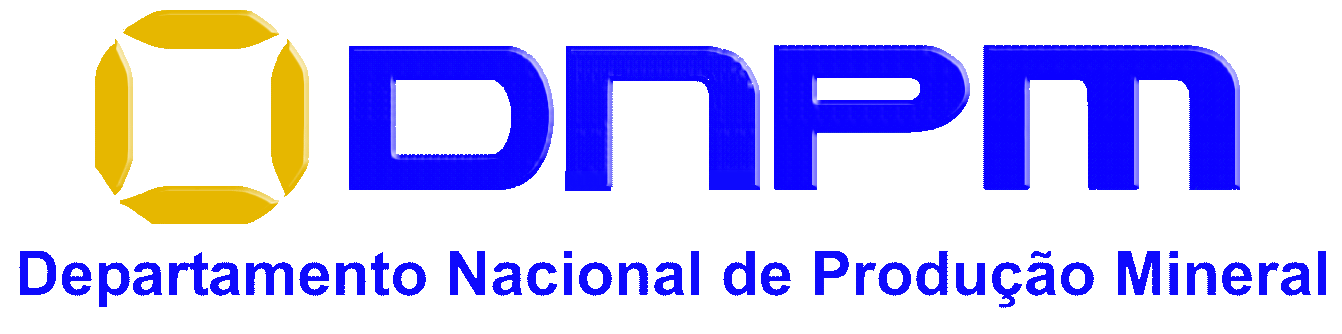 DNPM
Departamento Nacional de Produção Mineral